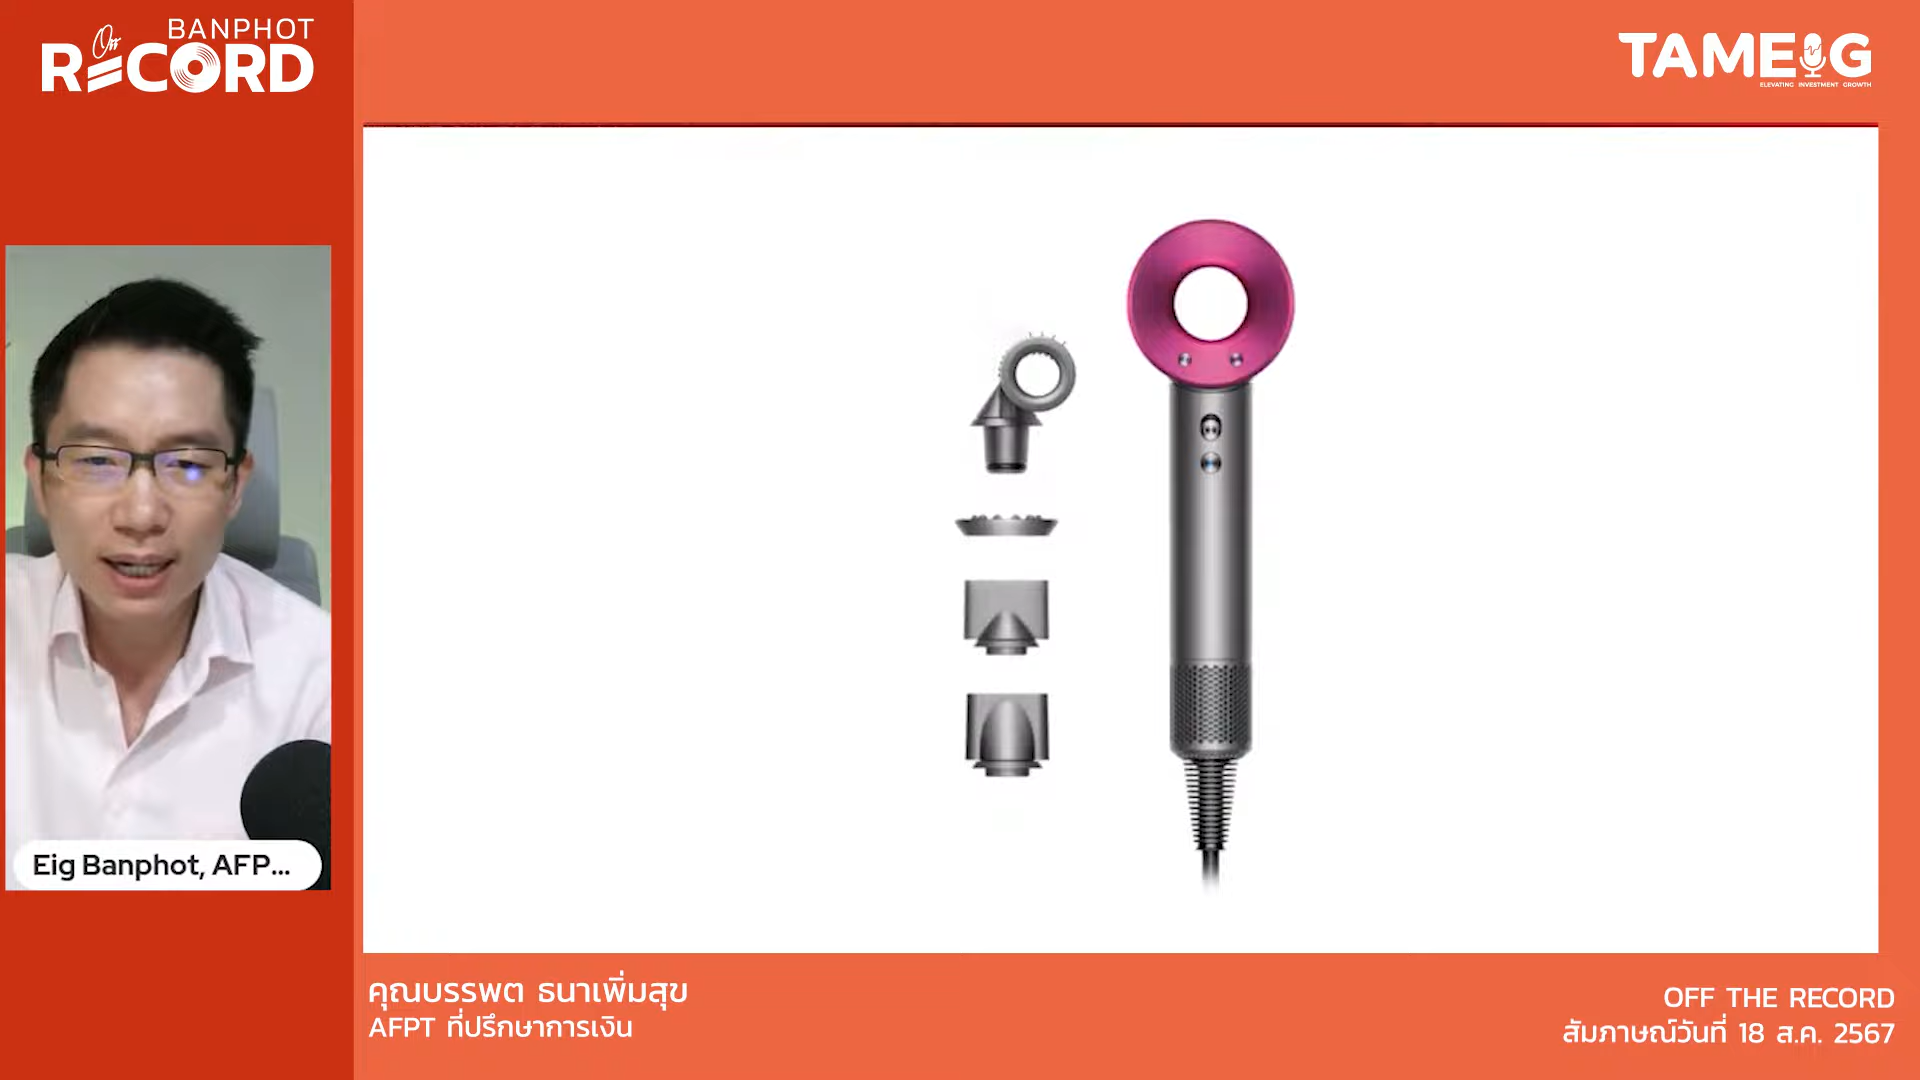 BANPHOT
Off
RECORD
TAMEIG
ELEVATING INVESTMENT GROWTH
Eig Banphot, AFP...
คุณบรรพต ธนาเพิ่มสุข
AFPT ที่ปรึกษาการเงิน
OFF THE RECORD
สัมภาษณ์วันที่ 18 ส.ค. 2567